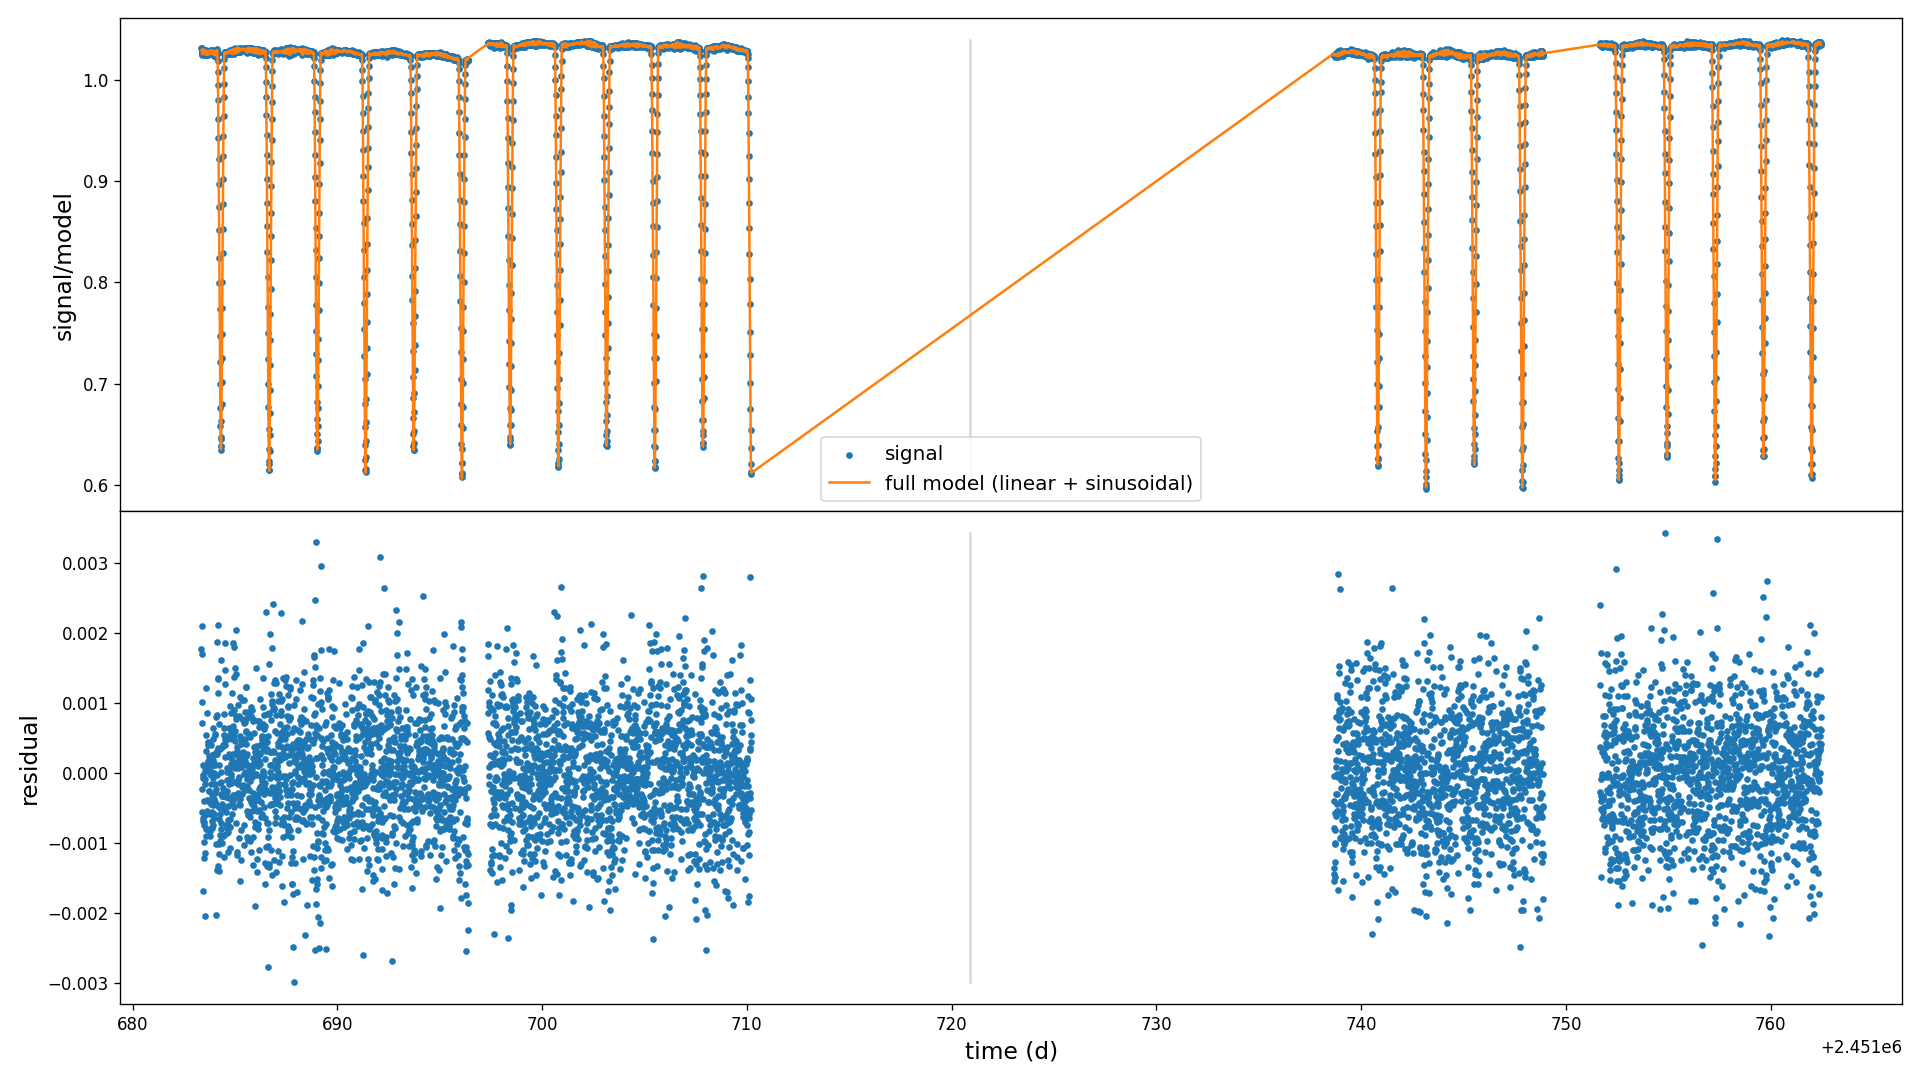 1.0
0.9
0.8
0.7
0.6
signal/model
signal
full model (linear + sinusoidal)
0.003
0.002
0.001
0.000
−0.001
−0.002
−0.003
residual
680 690 700 710 720 730 740 750 760
time (d)
+2.451e6